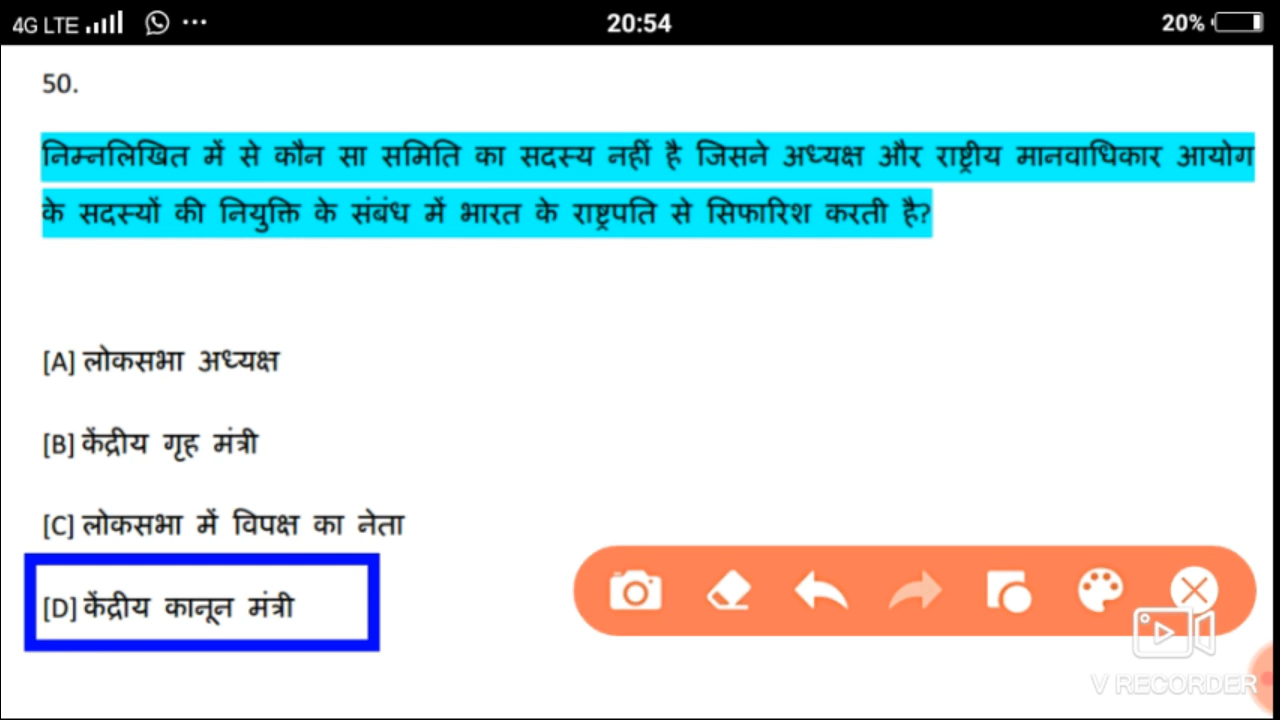 4G LTE 20:54 20%
50.
निम्नलिखित में से कौन सा समिति का सदस्य नहीं है जिसने अध्यक्ष और राष्ट्रीय मानवाधिकार आयोग
के सदस्यों की नियुक्ति के संबंध में भारत के राष्ट्रपति से सिफारिश करती है?
[A] लोकसभा अध्यक्ष
[B] केंद्रीय गृह मंत्री
[C] लोकसभा में विपक्ष का नेता
[D] केंद्रीय कानून मंत्री
V RECORDER